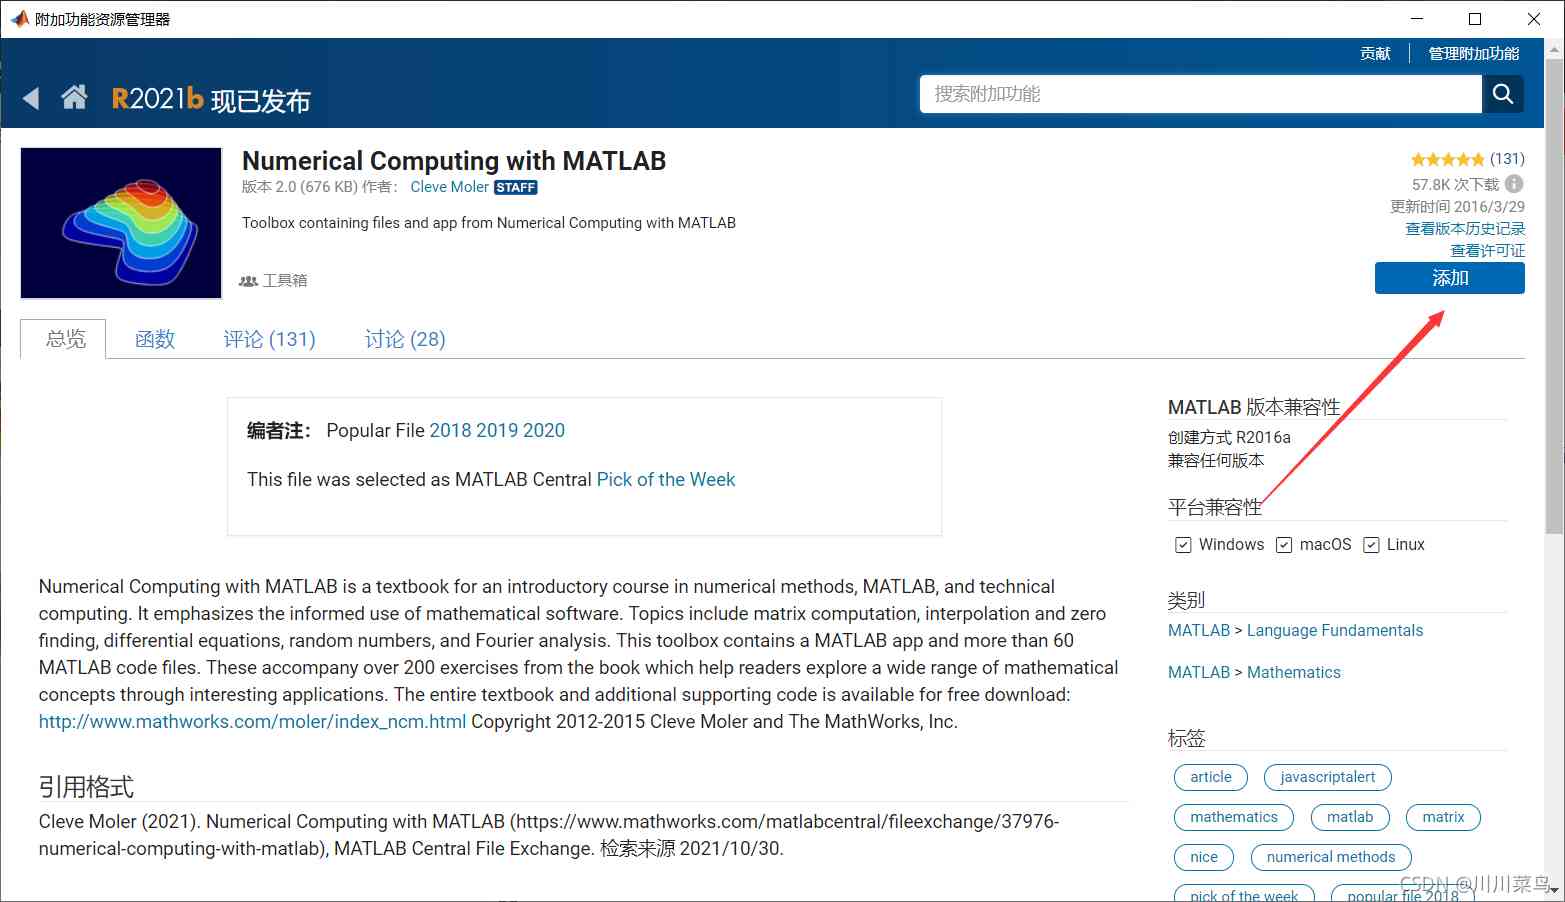 附加功能资源管理器
贡献 管理附加功能
R2021b 现已发布
搜索附加功能
Numerical Computing with MATLAB
版本 2.0 (676 KB) 作者： Cleve Moler STAFF
Toolbox containing files and app from Numerical Computing with MATLAB
工具箱
(131)
57.8K 次下载
更新时间 2016/3/29
查看版本历史记录
查看许可证
添加
总览 函数 评论 (131) 讨论 (28)
编者注： Popular File 2018 2019 2020
This file was selected as MATLAB Central Pick of the Week
Numerical Computing with MATLAB is a textbook for an introductory course in numerical methods, MATLAB, and technical
computing. It emphasizes the informed use of mathematical software. Topics include matrix computation, interpolation and zero
finding, differential equations, random numbers, and Fourier analysis. This toolbox contains a MATLAB app and more than 60
MATLAB code files. These accompany over 200 exercises from the book which help readers explore a wide range of mathematical
concepts through interesting applications. The entire textbook and additional supporting code is available for free download:
http://www.mathworks.com/moler/index_ncm.html Copyright 2012-2015 Cleve Moler and The MathWorks, Inc.
引用格式
Cleve Moler (2021). Numerical Computing with MATLAB (https://www.mathworks.com/matlabcentral/fileexchange/37976-
numerical-computing-with-matlab), MATLAB Central File Exchange. 检索来源 2021/10/30.
MATLAB 版本兼容性
创建方式 R2016a
兼容任何版本
平台兼容性
Windows macOS Linux
类别
MATLAB > Language Fundamentals
MATLAB > Mathematics
标签
article javascriptalert
mathematics matlab matrix
nice numerical methods
pick of the week popular file 2018
CSDN @川川菜鸟